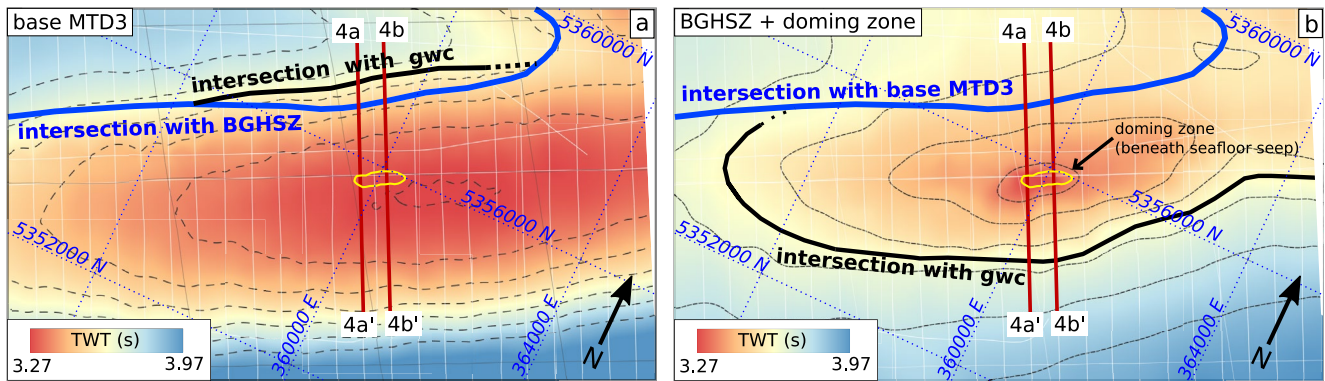 base MTD3
a
4a
4b
intersection with gwc
5360000 N
intersection with BGHSZ
5356000 N
5352000 N
360000 E
364000 E
4a'
4b'
TWT (s)
3.27
3.97
N
BGHSZ + doming zone
b
4a
4b
5360000 N
intersection with base MTD3
doming zone
(beneath seafloor seep)
5356000 N
5352000 N
intersection with gwc
360000 E
364000 E
4a'
4b'
TWT (s)
3.27
3.97
N